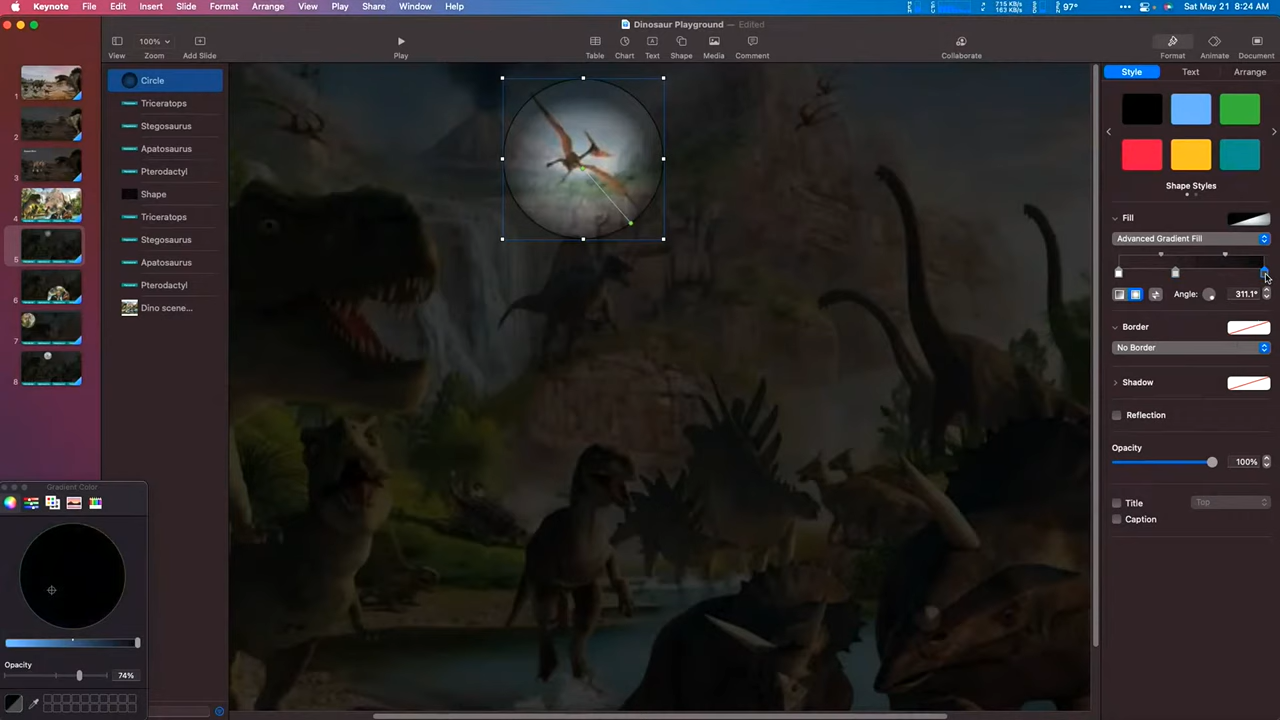 Keynote File Edit Insert Slide Format Arrange View Play Share Window Help 97° Sat May 21 8:24 AM
Dinosaur Playground — Edited
100%
View Zoom Add Slide Play Table Chart Text Shape Media Comment Collaborate Format Animate Document
Style Text Arrange
1
2
3
4
5
6
7
8
Circle
Triceratops
Stegosaurus
Apatosaurus
Pterodactyl
Shape
Triceratops
Stegosaurus
Apatosaurus
Pterodactyl
Dino scene...
Shape Styles
Fill
Advanced Gradient Fill
Angle: 311.1°
Border
No Border
Shadow
Reflection
Opacity
100%
Title Top
Caption
Gradient Color
Opacity
74%